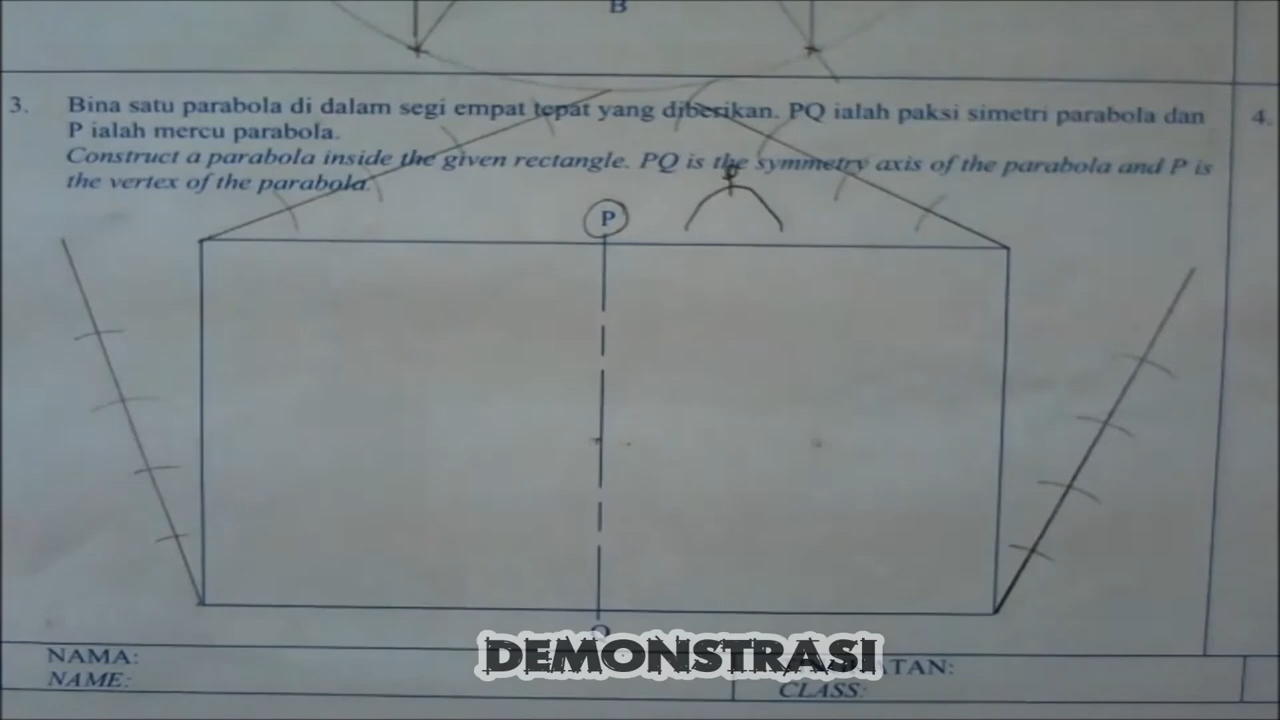 B
3. Bina satu parabola di dalam segi empat tepat yang diberikan. PQ ialah paksi simetri parabola dan
P ialah mercu parabola.
Construct a parabola inside the given rectangle. PQ is the symmetry axis of the parabola and P is
the vertex of the parabola.
4.
P
DEMONSTRASI
NAMA:
NAME:
CLASS: